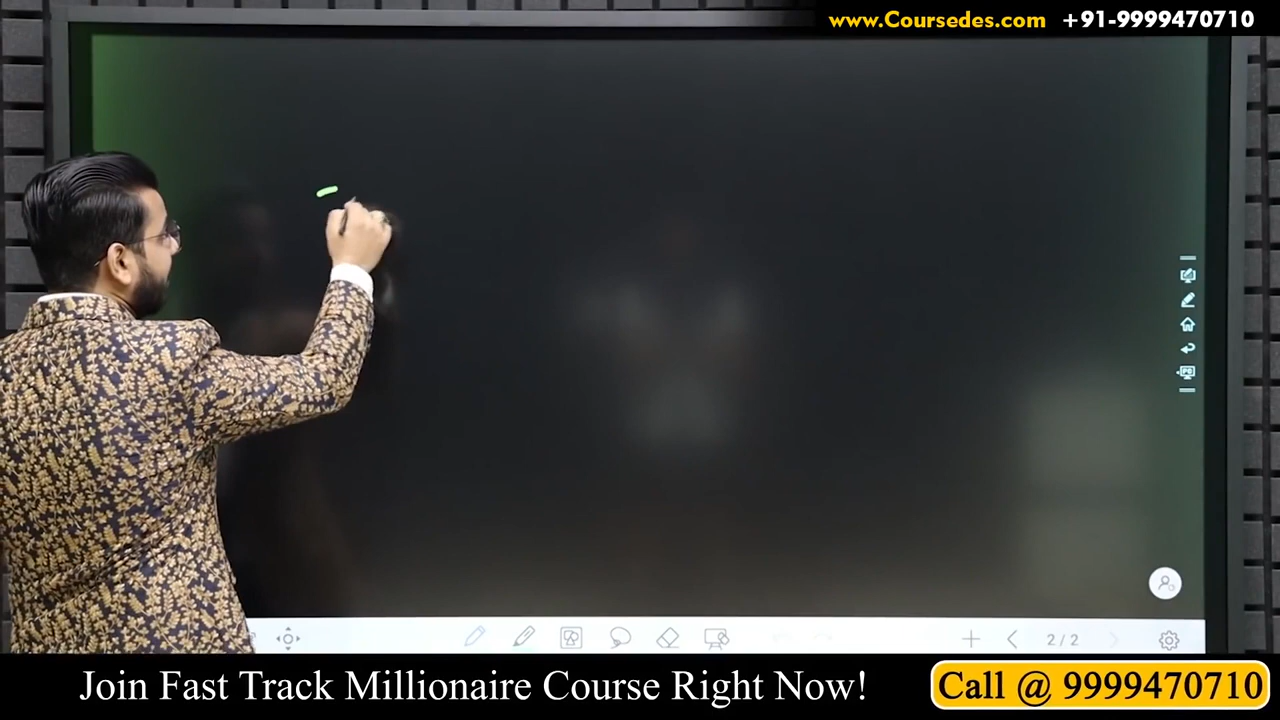 www.Coursedes.com +91-9999470710
2/2
Join Fast Track Millionaire Course Right Now!
Call @ 9999470710